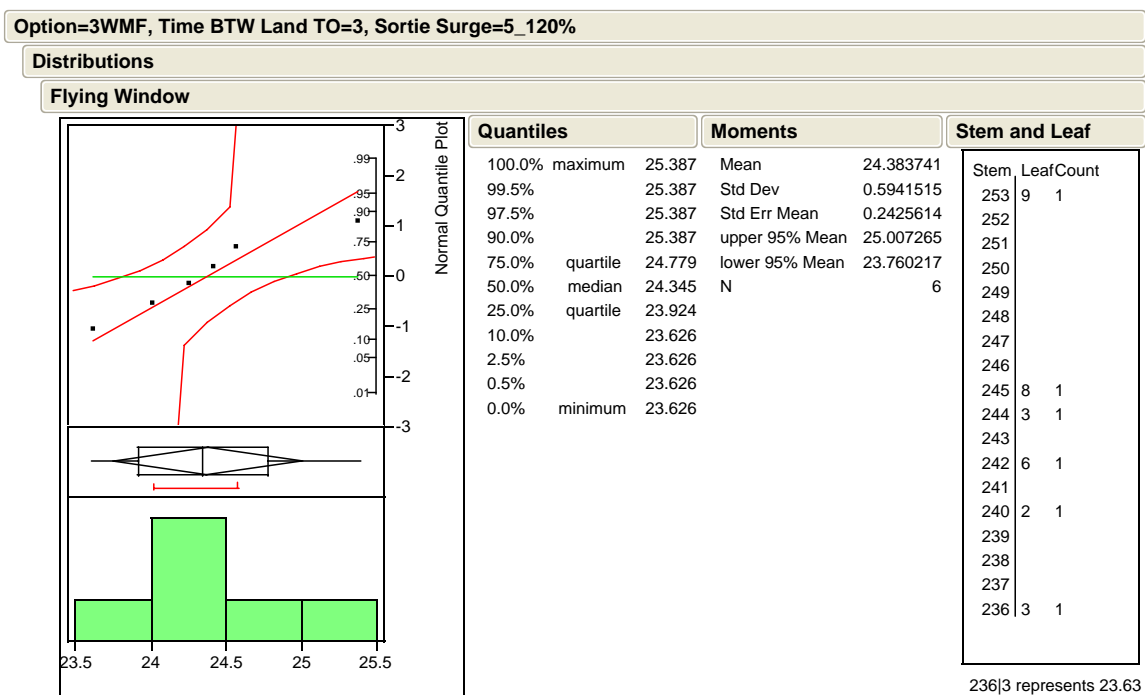 Option=3WMF, Time BTW Land TO=3, Sortie Surge=5_120%
Distributions
Flying Window
3
2
1
0
-1
-2
-3
.99
.95
.90
.75
.50
.25
.10
.05
.01
Normal Quantile Plot
23.5 24 24.5 25 25.5
Quantiles
100.0% maximum 25.387
99.5% 25.387
97.5% 25.387
90.0% 25.387
75.0% quartile 24.779
50.0% median 24.345
25.0% quartile 23.924
10.0% 23.626
2.5% 23.626
0.5% 23.626
0.0% minimum 23.626
Moments
Mean 24.383741
Std Dev 0.5941515
Std Err Mean 0.2425614
upper 95% Mean 25.007265
lower 95% Mean 23.760217
N 6
Stem and Leaf
Stem LeafCount
253 9 1
252
251
250
249
248
247
246
245 8 1
244 3 1
243
242 6 1
241
240 2 1
239
238
237
236 3 1
236|3 represents 23.63